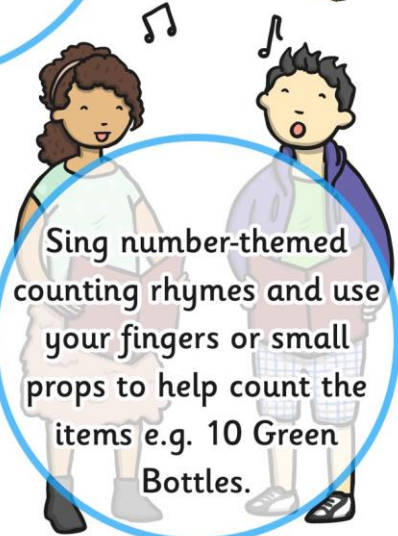 Sing number-themed
counting rhymes and use
your fingers or small
props to help count the
items e.g. 10 Green
Bottles.